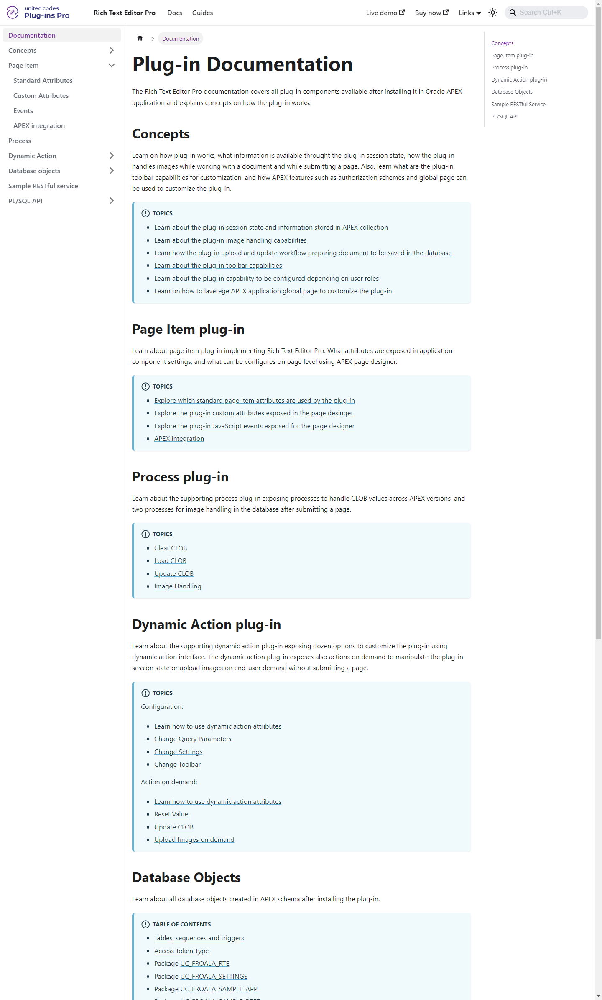 united codes
Plug-ins Pro
Rich Text Editor Pro
Docs
Guides
Live demo
Buy now
Links
Search Ctrl+K
Documentation
Concepts
Page item
Standard Attributes
Custom Attributes
Events
APEX integration
Process
Dynamic Action
Database objects
Sample RESTful service
PL/SQL API
Documentation
Plug-in Documentation
The Rich Text Editor Pro documentation covers all plug-in components available after installing it in Oracle APEX
application and explains concepts on how the plug-in works.
Concepts
Learn on how plug-in works, what information is available throught the plug-in session state, how the plug-in
handles images while working with a document and while submitting a page. Also, learn what are the plug-in
toolbar capabilities for customization, and how APEX features such as authorization schemes and global page can
be used to customize the plug-in.
TOPICS
Learn about the plug-in session state and information stored in APEX collection
Learn about the plug-in image handling capabilities
Learn how the plug-in upload and update workflow preparing document to be saved in the database
Learn about the plug-in toolbar capabilities
Learn about the plug-in capability to be configured depending on user roles
Learn on how to laverege APEX application global page to customize the plug-in
Page Item plug-in
Learn about page item plug-in implementing Rich Text Editor Pro. What attributes are exposed in application
component settings, and what can be configures on page level using APEX page designer.
TOPICS
Explore which standard page item attributes are used by the plug-in
Explore the plug-in custom attributes exposed in the page desinger
Explore the plug-in JavaScript events exposed for the page designer
APEX Integration
Process plug-in
Learn about the supporting process plug-in exposing processes to handle CLOB values across APEX versions, and
two processes for image handling in the database after submitting a page.
TOPICS
Clear CLOB
Load CLOB
Update CLOB
Image Handling
Dynamic Action plug-in
Learn about the supporting dynamic action plug-in exposing dozen options to customize the plug-in using
dynamic action interface. The dynamic action plug-in exposes also actions on demand to manipulate the plug-in
session state or upload images on end-user demand without submitting a page.
TOPICS
Configuration:
Learn how to use dynamic action attributes
Change Query Parameters
Change Settings
Change Toolbar
Action on demand:
Learn how to use dynamic action attributes
Reset Value
Update CLOB
Upload Images on demand
Database Objects
Learn about all database objects created in APEX schema after installing the plug-in.
TABLE OF CONTENTS
Tables, sequences and triggers
Access Token Type
Package UC_FROALA_RTE
Package UC_FROALA_SETTINGS
Package UC_FROALA_SAMPLE_APP
Concepts
Page Item plug-in
Process plug-in
Dynamic Action plug-in
Database Objects
Sample RESTful Service
PL/SQL API